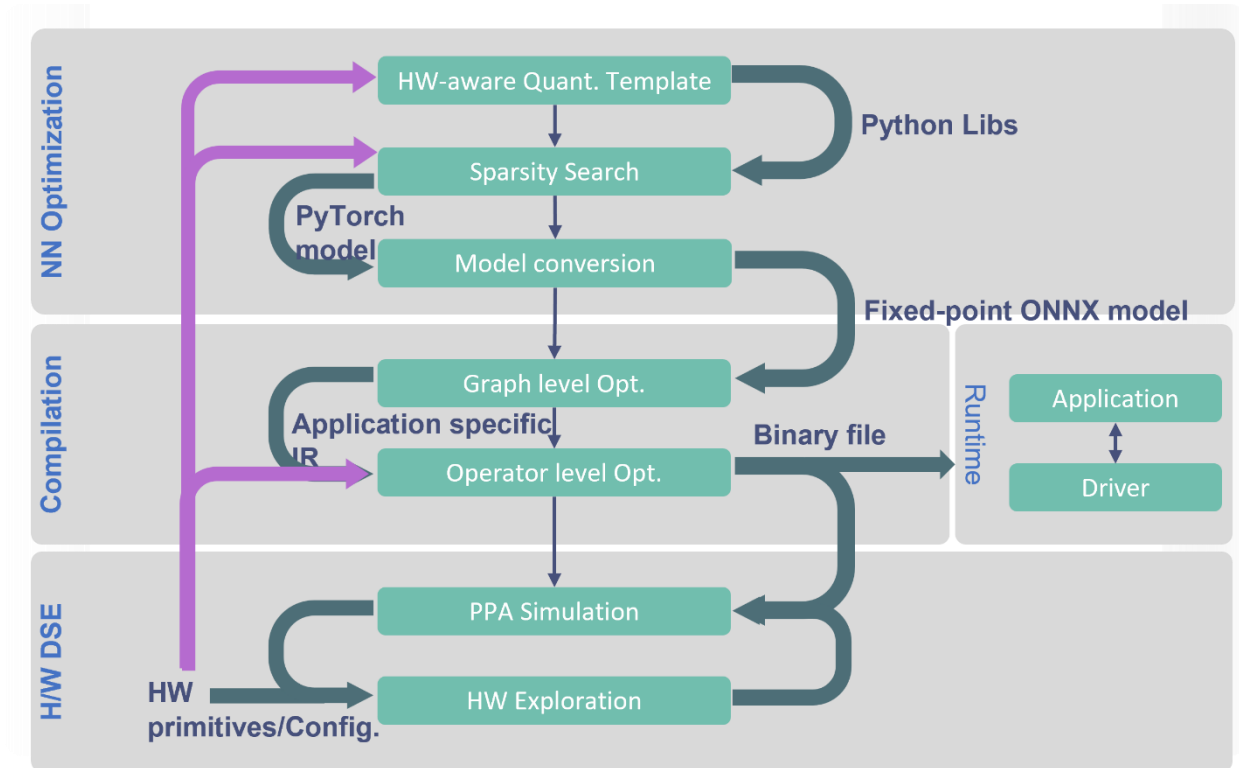 NN Optimization
HW-aware Quant. Template
Python Libs
Sparsity Search
PyTorch
model
Model conversion
Fixed-point ONNX model
Compilation
Graph level Opt.
Application specific
IR
Operator level Opt.
Binary file
Runtime
Application
Driver
H/W DSE
PPA Simulation
HW Exploration
HW
primitives/Config.